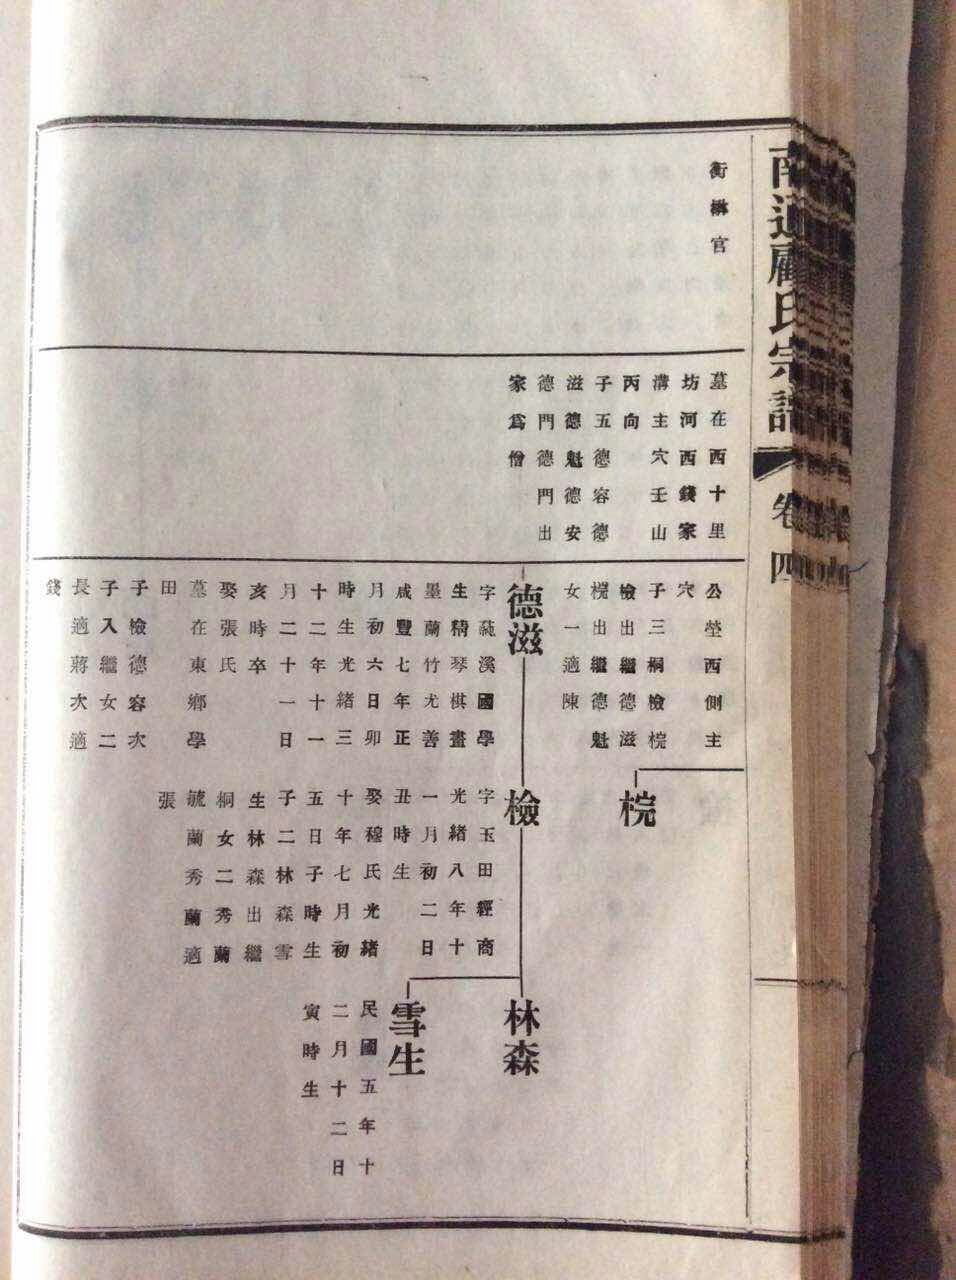 南通顧氏宗譜
卷四
官
墓在西十里
坊河西錢家
溝主穴壬山
丙向
子五德容德
滋德魁德安
德門德門出
家爲僧
公塋西側主
穴
子三桐檢梡
檢出繼德滋
梡出繼德魁
女一適陳
德滋
字溪國學
生精琴棋畫
墨蘭竹尤善
咸豐七年正
月初六日卯
時生光緒三
十二年十一
月二十一日
亥時卒
娶張氏
墓在東鄉學
田
子檢德容次
子入繼女二
長適蔣次適
錢
梡
檢
字玉田經商
光緒八年十
一月初二日
丑時生
娶穆氏光緒
十年七月初
五日子時生
子二林森雪
生林森出繼
桐女二秀蘭
毓蘭秀蘭適
張
林森
雪生
民國五年十
二月十二日
寅時生